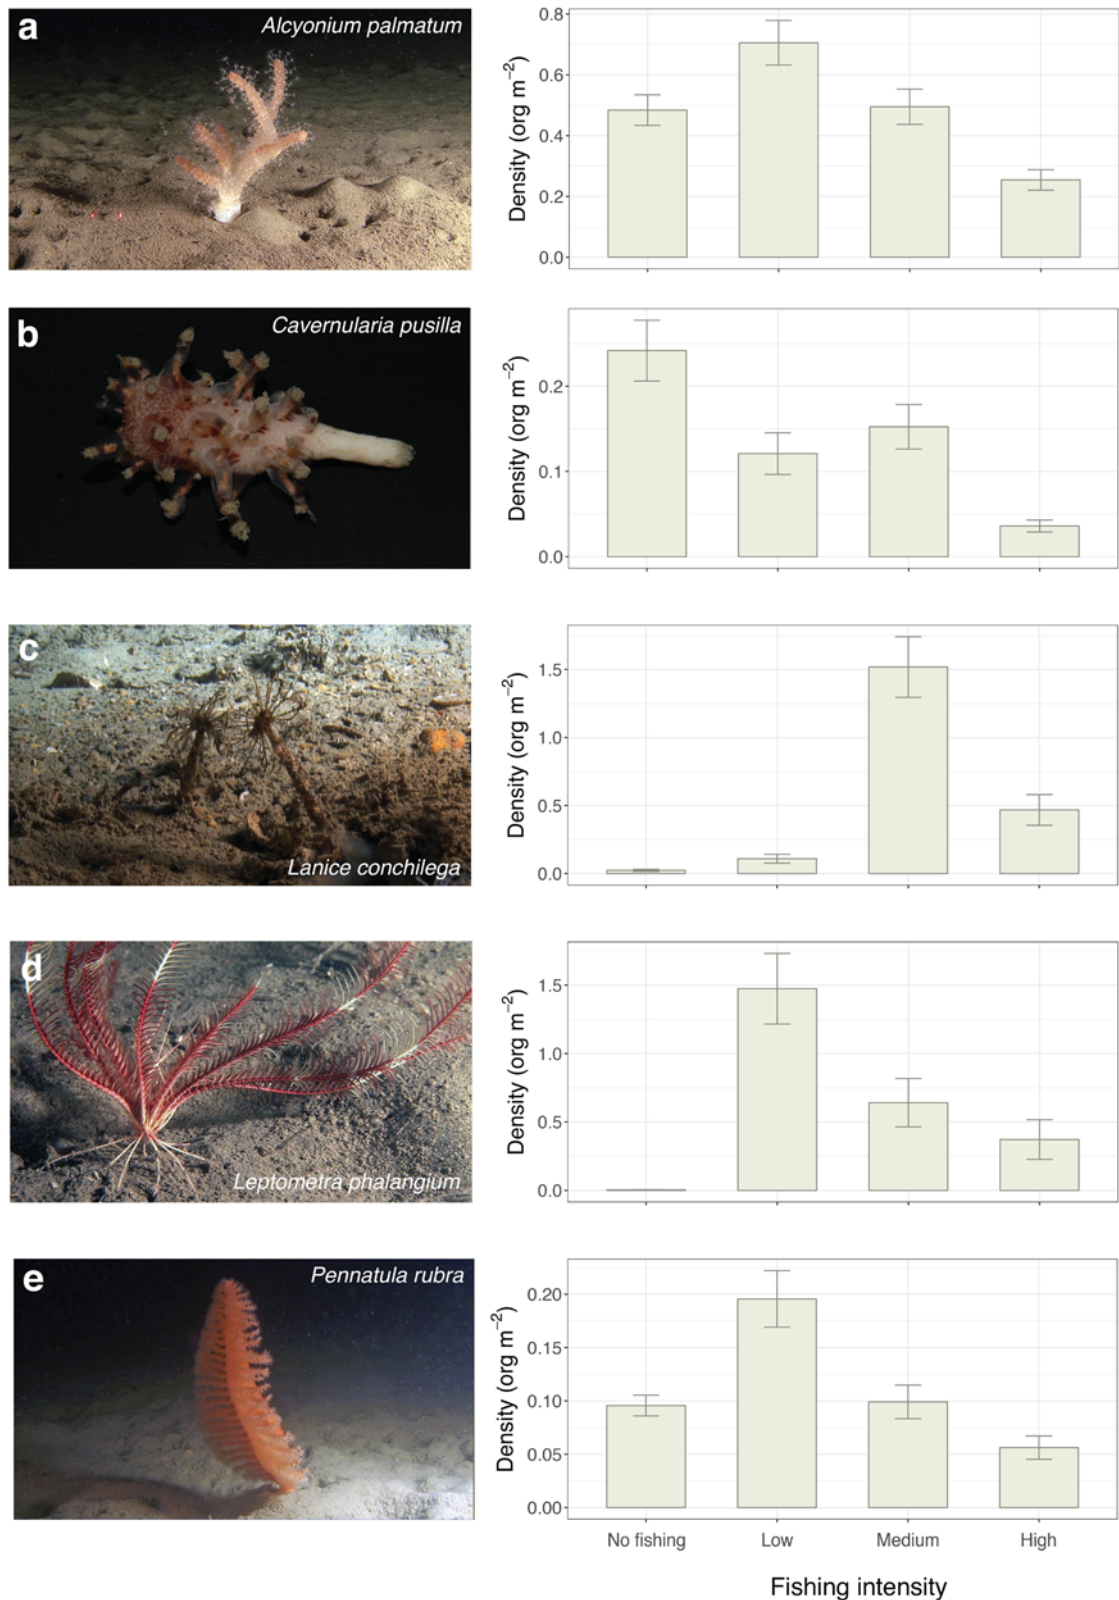 a
Alcyonium palmatum
Density (org m⁻²)
0.8
0.6
0.4
0.2
0.0
b
Cavernularia pusilla
Density (org m⁻²)
0.2
0.1
0.0
c
Lanice conchilega
Density (org m⁻²)
1.5
1.0
0.5
0.0
d
Leptometra phalangium
Density (org m⁻²)
1.5
1.0
0.5
0.0
e
Pennatula rubra
Density (org m⁻²)
0.20
0.15
0.10
0.05
0.00
No fishing Low Medium High
Fishing intensity